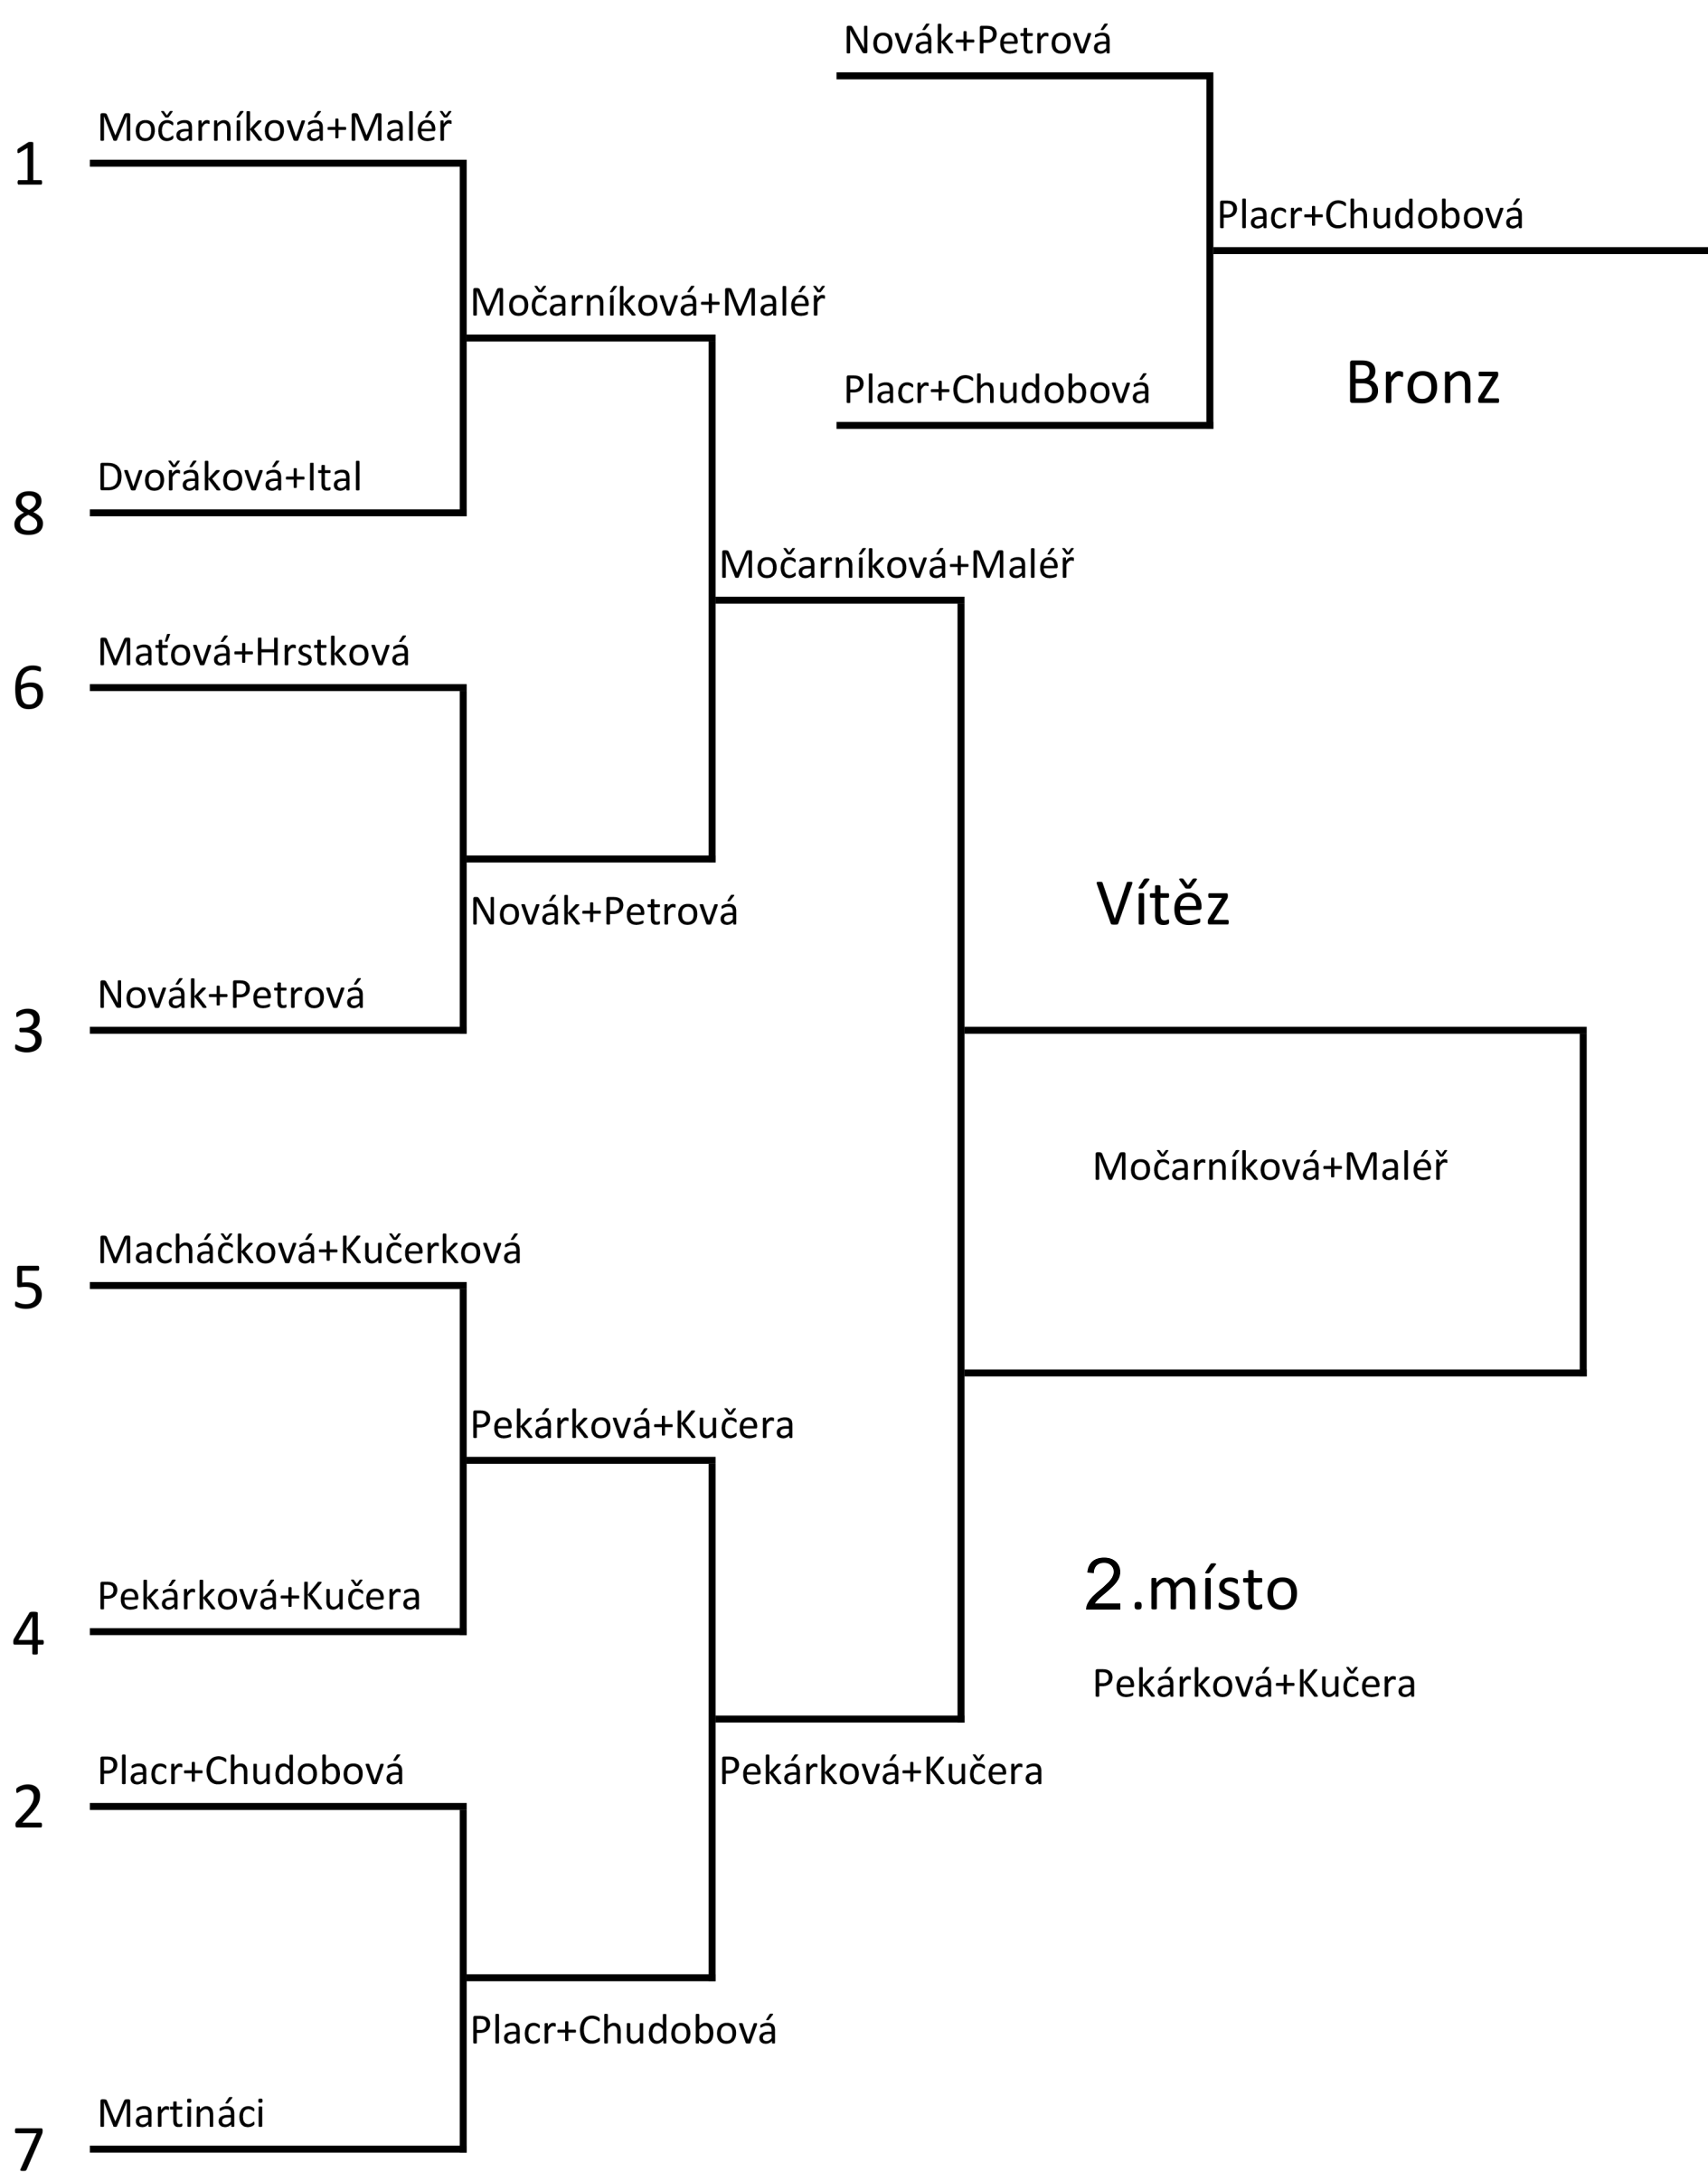 Novák+Petrová
Močarníková+Maléř
1
Placr+Chudobová
Močarníková+Maléř
Bronz
Placr+Chudobová
Dvořáková+Ital
8
Močarníková+Maléř
Maťová+Hrstková
6
Vítěz
Novák+Petrová
Novák+Petrová
3
Močarníková+Maléř
Macháčková+Kučerková
5
Pekárková+Kučera
2.místo
Pekárková+Kučera
4
Pekárková+Kučera
Placr+Chudobová
Pekárková+Kučera
2
Placr+Chudobová
Martináci
7